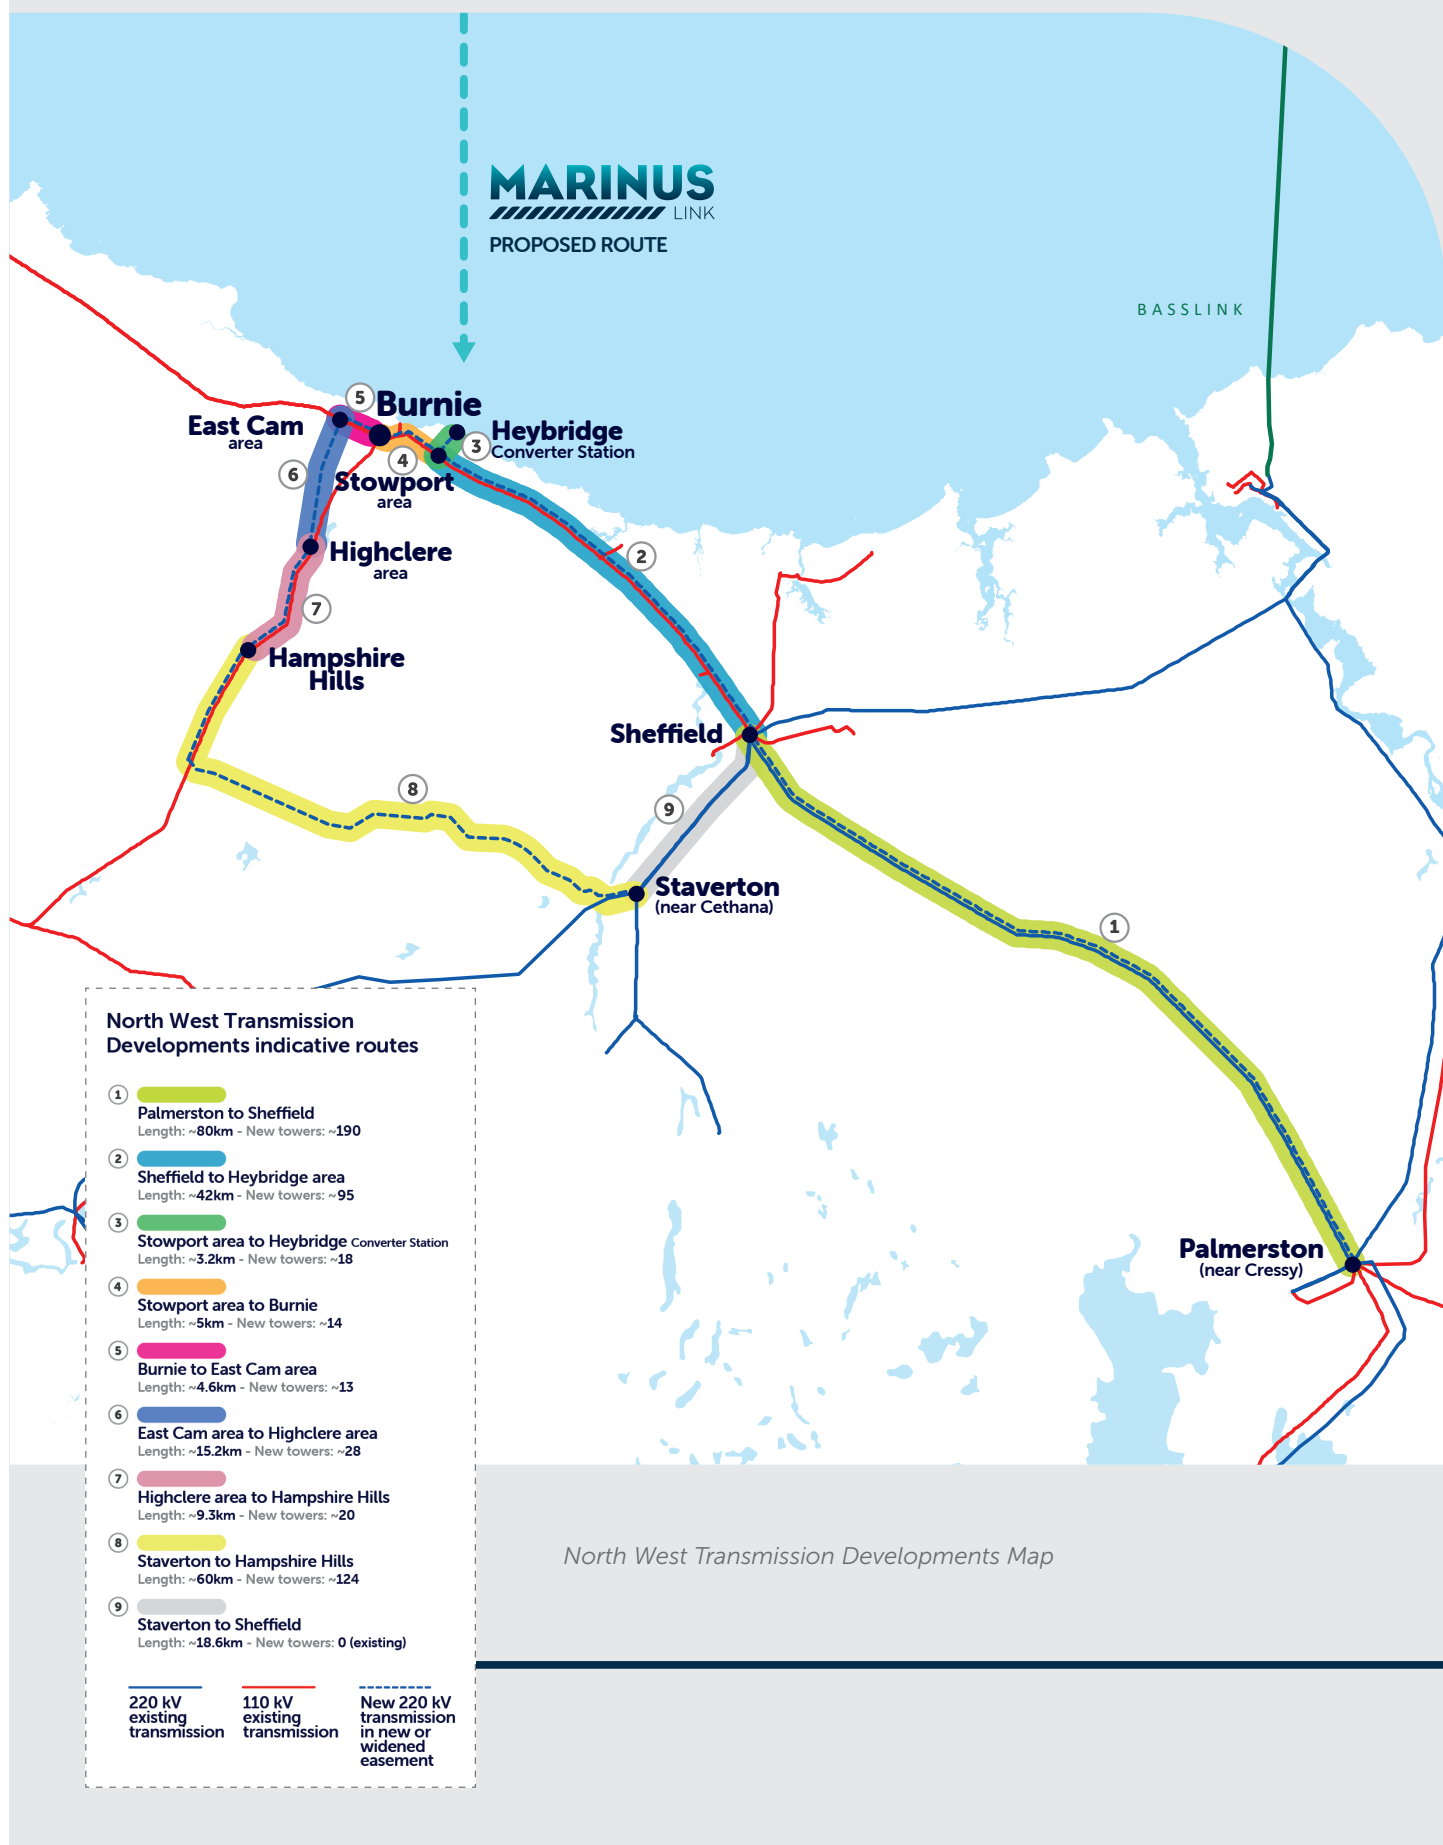 MARINUS
LINK
PROPOSED ROUTE
BASSLINK
5
Burnie
East Cam
area
Heybridge
Converter Station
3
4
6
Stowport
area
Highclere
area
2
7
Hampshire
Hills
Sheffield
8
9
Staverton
(near Cethana)
1
Palmerston
(near Cressy)
North West Transmission
Developments indicative routes
1
Palmerston to Sheffield
Length: ~80km - New towers: ~190
2
Sheffield to Heybridge area
Length: ~42km - New towers: ~95
3
Stowport area to Heybridge Converter Station
Length: ~3.2km - New towers: ~18
4
Stowport area to Burnie
Length: ~5km - New towers: ~14
5
Burnie to East Cam area
Length: ~4.6km - New towers: ~13
6
East Cam area to Highclere area
Length: ~15.2km - New towers: ~28
7
Highclere area to Hampshire Hills
Length: ~9.3km - New towers: ~20
8
Staverton to Hampshire Hills
Length: ~60km - New towers: ~124
9
Staverton to Sheffield
Length: ~18.6km - New towers: 0 (existing)
220 kV
existing
transmission
110 kV
existing
transmission
New 220 kV
transmission
in new or
widened
easement
North West Transmission Developments Map